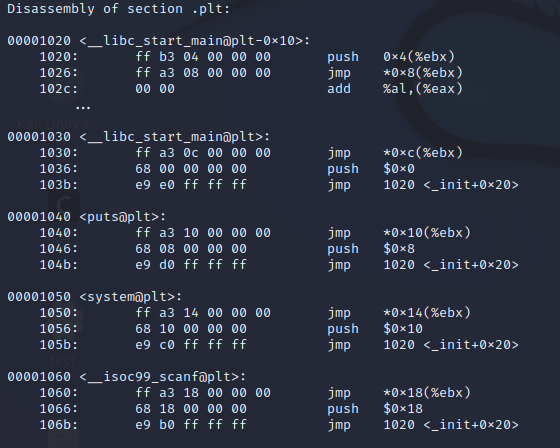 Disassembly of section .plt:
00001020 <__libc_start_main@plt-0×10>:
1020: ff b3 04 00 00 00 push 0×4(%ebx)
1026: ff a3 08 00 00 00 jmp *0×8(%ebx)
102c: 00 00 add %al,(%eax)
...
00001030 <__libc_start_main@plt>:
1030: ff a3 0c 00 00 00 jmp *0×c(%ebx)
1036: 68 00 00 00 00 push $0×0
103b: e9 e0 ff ff ff jmp 1020 <_init+0×20>
00001040 <puts@plt>:
1040: ff a3 10 00 00 00 jmp *0×10(%ebx)
1046: 68 08 00 00 00 push $0×8
104b: e9 d0 ff ff ff jmp 1020 <_init+0×20>
00001050 <system@plt>:
1050: ff a3 14 00 00 00 jmp *0×14(%ebx)
1056: 68 10 00 00 00 push $0×10
105b: e9 c0 ff ff ff jmp 1020 <_init+0×20>
00001060 <__isoc99_scanf@plt>:
1060: ff a3 18 00 00 00 jmp *0×18(%ebx)
1066: 68 18 00 00 00 push $0×18
106b: e9 b0 ff ff ff jmp 1020 <_init+0×20>